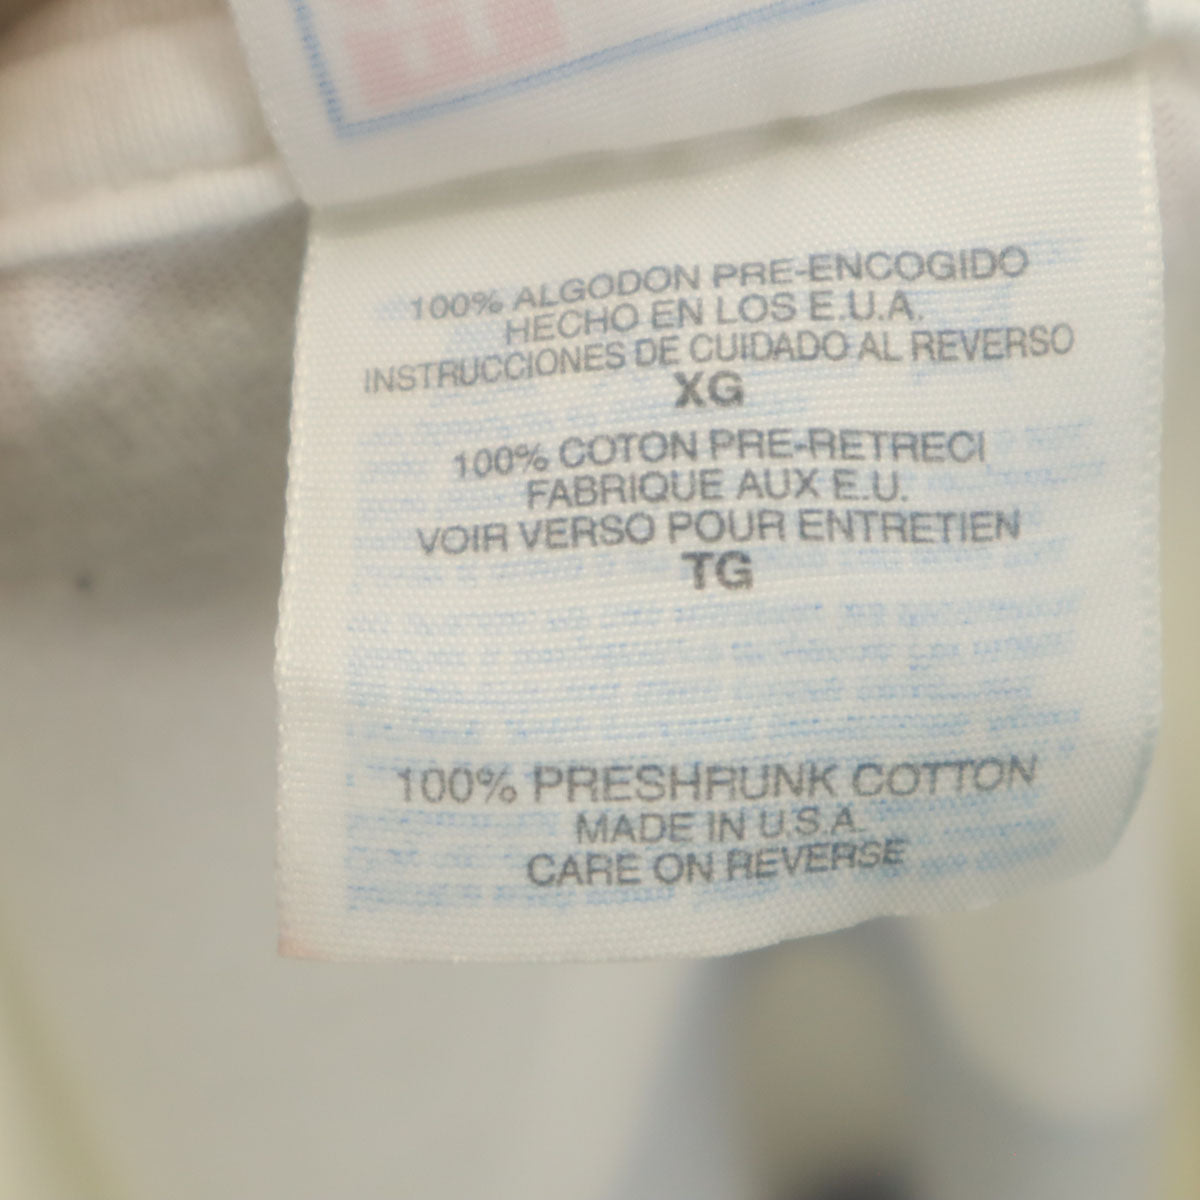 100% ALGODON PRE-ENCOGIDO
HECHO EN LOS E.U.A.
INSTRUCCIONES DE CUIDADO AL REVERSO
XG
100% COTON PRE-RETRECI
FABRIQUE AUX E.U.
VOIR VERSO POUR ENTRETIEN
TG
100% PRESHRUNK COTTON
MADE IN U.S.A.
CARE ON REVERSE